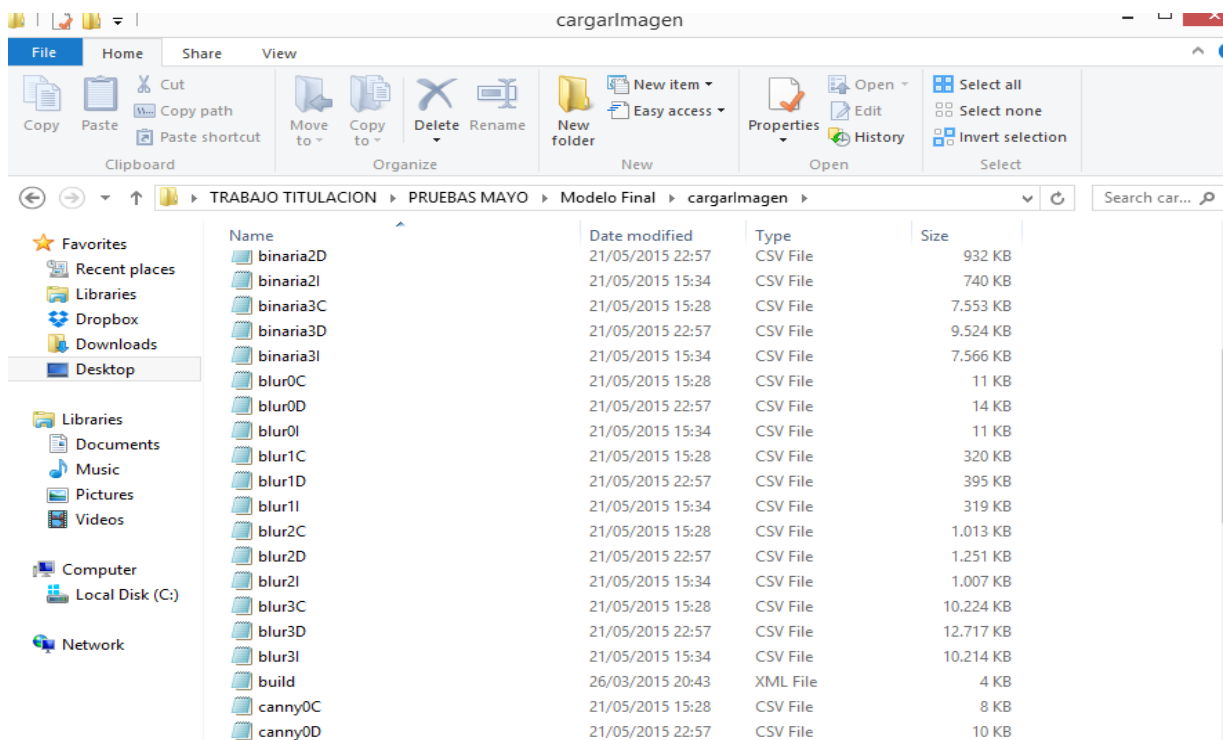 cargarImagen
File Home Share View
Cut
Copy path
Paste shortcut
Copy Paste
Clipboard
Move to Copy to Delete Rename
Organize
New folder
New item
Easy access
New
Properties
Open
Edit
History
Open
Select all
Select none
Invert selection
Select
TRABAJO TITULACION PRUEBAS MAYO Modelo Final cargarImagen
Search car...
Favorites
Recent places
Libraries
Dropbox
Downloads
Desktop
Libraries
Documents
Music
Pictures
Videos
Computer
Local Disk (C:)
Network
Name Date modified Type Size
binaria2D 21/05/2015 22:57 CSV File 932 KB
binaria2I 21/05/2015 15:34 CSV File 740 KB
binaria3C 21/05/2015 15:28 CSV File 7.553 KB
binaria3D 21/05/2015 22:57 CSV File 9.524 KB
binaria3I 21/05/2015 15:34 CSV File 7.566 KB
blur0C 21/05/2015 15:28 CSV File 11 KB
blur0D 21/05/2015 22:57 CSV File 14 KB
blur0I 21/05/2015 15:34 CSV File 11 KB
blur1C 21/05/2015 15:28 CSV File 320 KB
blur1D 21/05/2015 22:57 CSV File 395 KB
blur1I 21/05/2015 15:34 CSV File 319 KB
blur2C 21/05/2015 15:28 CSV File 1.013 KB
blur2D 21/05/2015 22:57 CSV File 1.251 KB
blur2I 21/05/2015 15:34 CSV File 1.007 KB
blur3C 21/05/2015 15:28 CSV File 10.224 KB
blur3D 21/05/2015 22:57 CSV File 12.717 KB
blur3I 21/05/2015 15:34 CSV File 10.214 KB
build 26/03/2015 20:43 XML File 4 KB
canny0C 21/05/2015 15:28 CSV File 8 KB
canny0D 21/05/2015 22:57 CSV File 10 KB